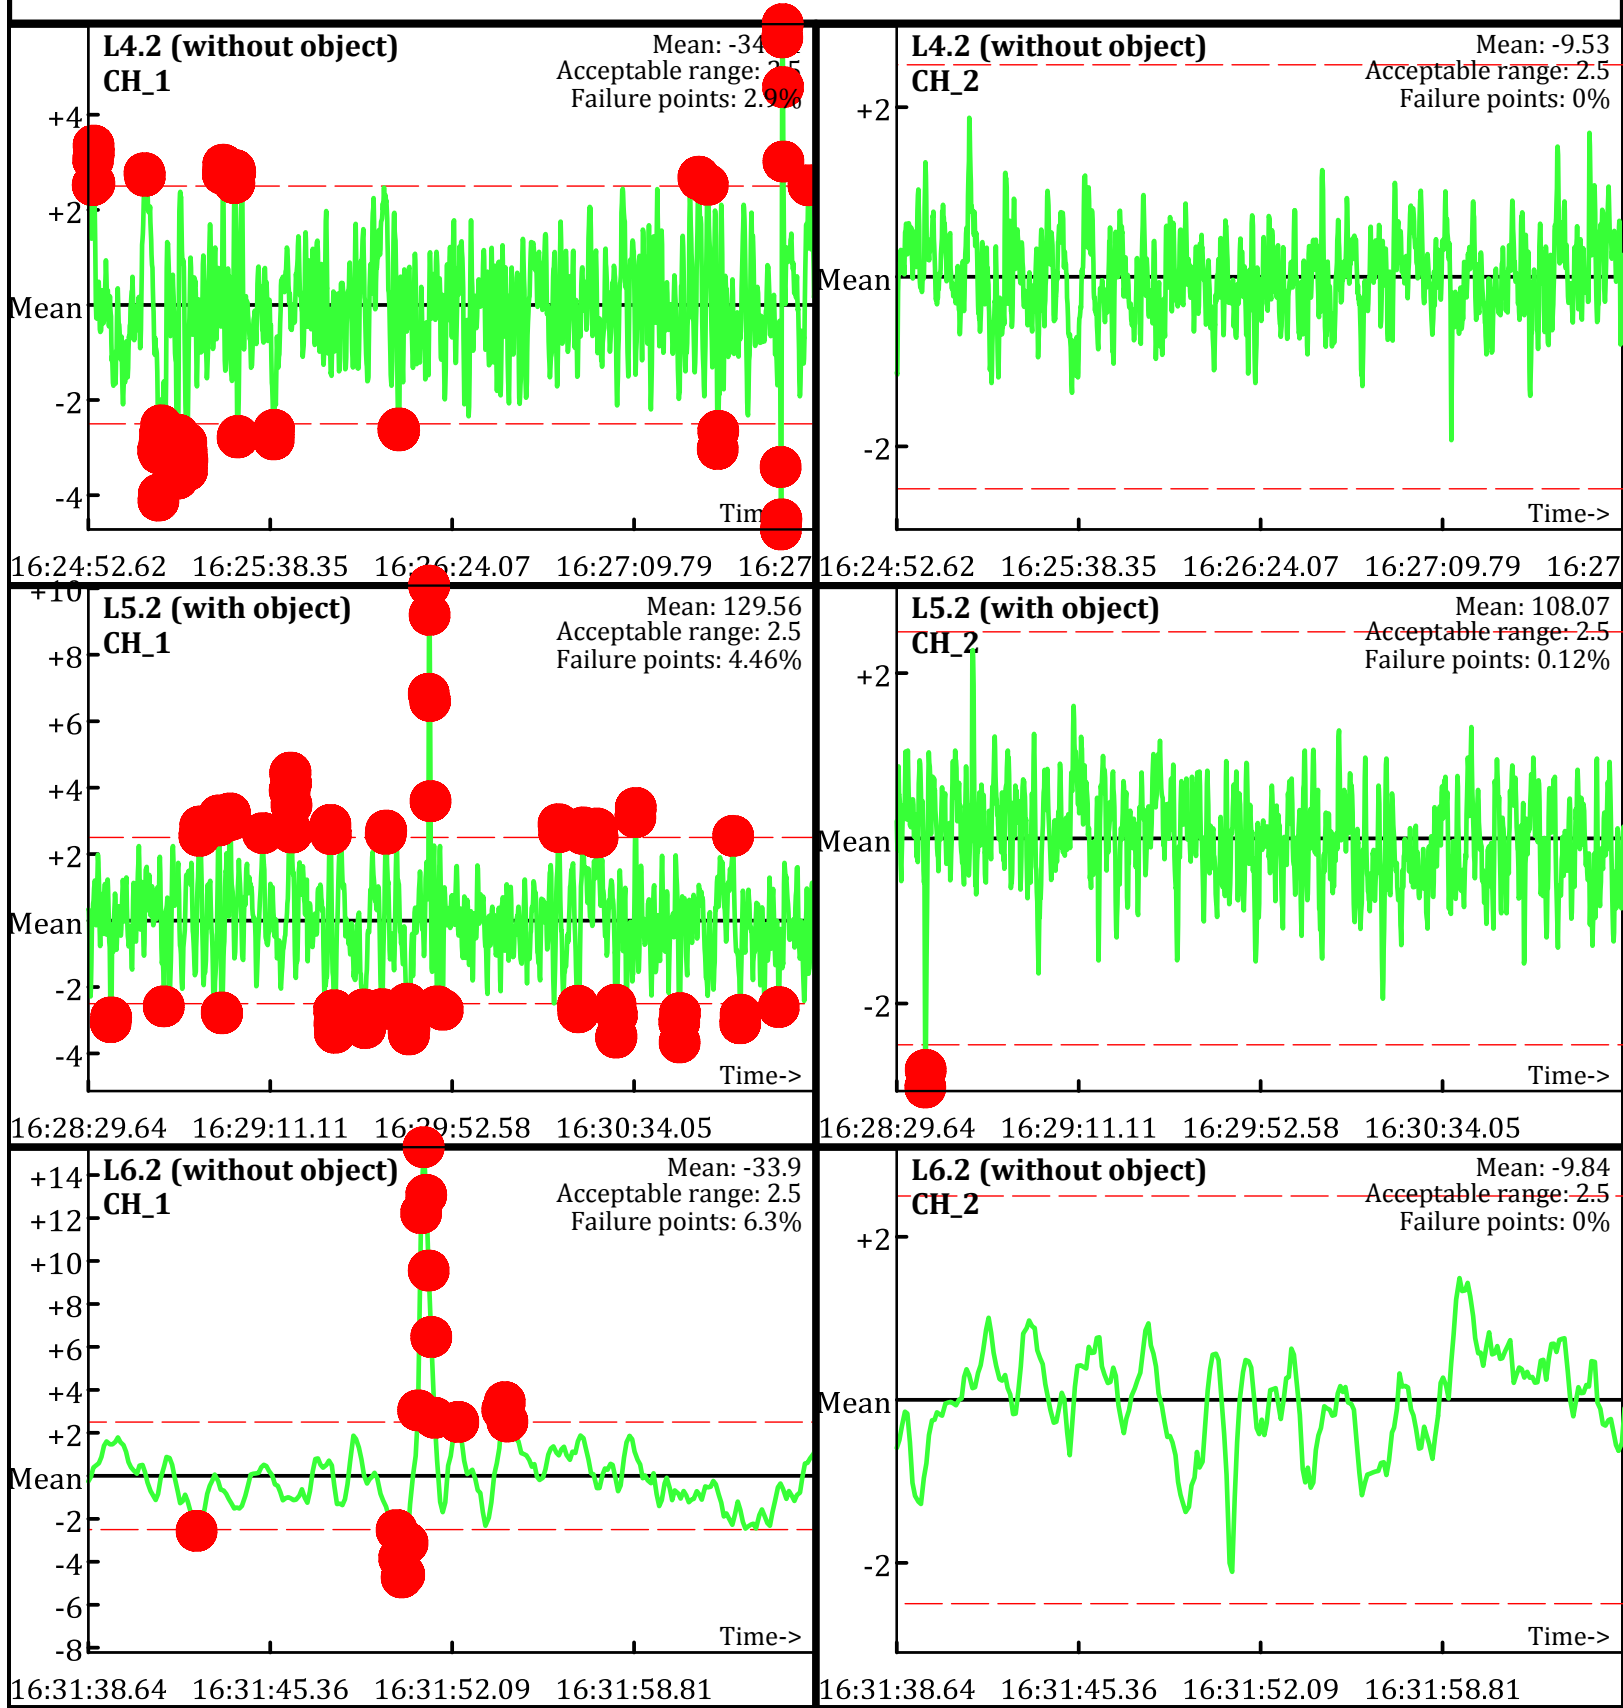 L4.2 (without object)
CH_1
Acceptable range:
Failure points: 2.9%
+4
+2
Mean
-2
-4
16:24:52.62 16:25:38.35 16:26:24.07 16:27:09.79 16:27
L4.2 (without object)
CH_2
Mean: -9.53
Acceptable range: 2.5
Failure points: 0%
+2
Mean
-2
Time->
16:24:52.62 16:25:38.35 16:26:24.07 16:27:09.79 16:27
L5.2 (with object)
CH_1
Mean: 129.56
Acceptable range: 2.5
Failure points: 4.46%
+10
+8
+6
+4
+2
Mean
-2
-4
Time->
16:28:29.64 16:29:11.11 16:29:52.58 16:30:34.05
L5.2 (with object)
CH_2
Mean: 108.07
Acceptable range: 2.5
Failure points: 0.12%
+2
Mean
-2
Time->
16:28:29.64 16:29:11.11 16:29:52.58 16:30:34.05
L6.2 (without object)
CH_1
Mean: -33.9
Acceptable range: 2.5
Failure points: 6.3%
+14
+12
+10
+8
+6
+4
+2
Mean
-2
-4
-6
-8
Time->
16:31:38.64 16:31:45.36 16:31:52.09 16:31:58.81
L6.2 (without object)
CH_2
Mean: -9.84
Acceptable range: 2.5
Failure points: 0%
+2
Mean
-2
Time->
16:31:38.64 16:31:45.36 16:31:52.09 16:31:58.81